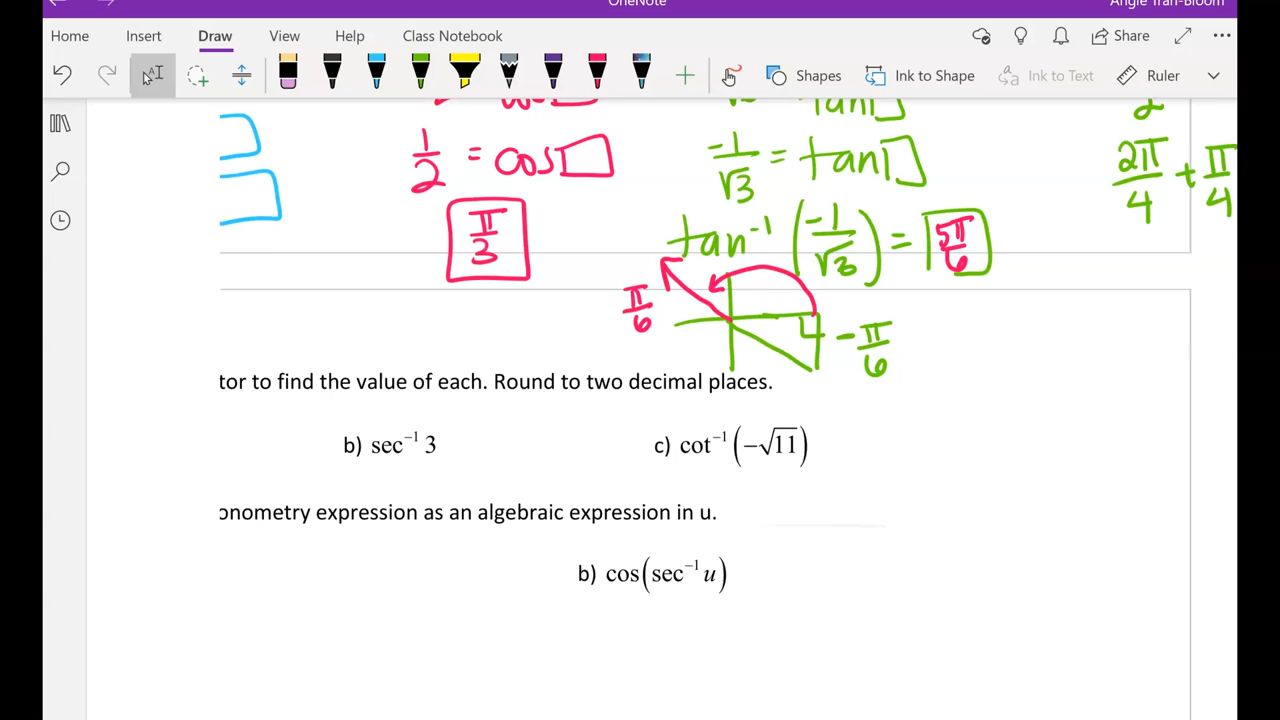 OneNote
Angie Tran-Bloom
Home Insert Draw View Help Class Notebook Share
Shapes Ink to Shape Ink to Text Ruler
√3 = tan
2
1/2 = cos
-1/√3 = tan
2π/4 + π/4
π/3
tan⁻¹ (-1/√3) = 5π/6
π/6
-π/6
tor to find the value of each. Round to two decimal places.
b) sec⁻¹ 3 c) cot⁻¹(−√11)
onometry expression as an algebraic expression in u.
b) cos(sec⁻¹ u)